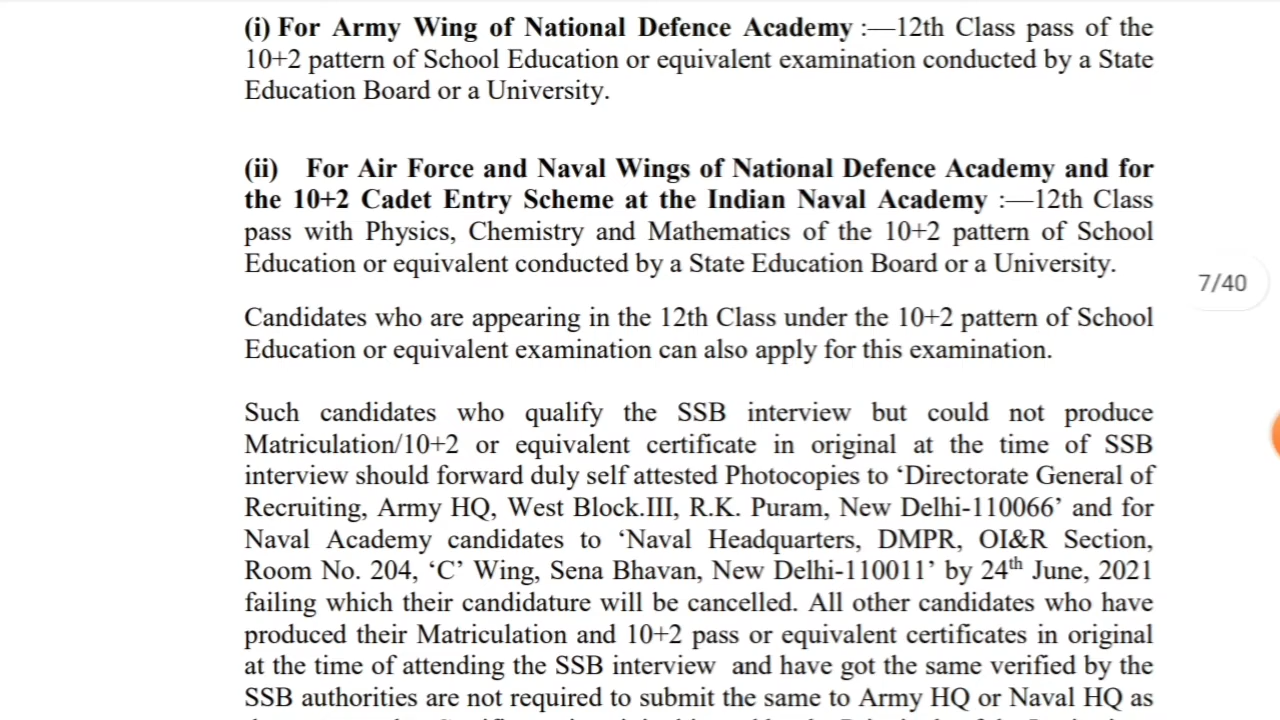 (i) For Army Wing of National Defence Academy :—12th Class pass of the
10+2 pattern of School Education or equivalent examination conducted by a State
Education Board or a University.
(ii) For Air Force and Naval Wings of National Defence Academy and for
the 10+2 Cadet Entry Scheme at the Indian Naval Academy :—12th Class
pass with Physics, Chemistry and Mathematics of the 10+2 pattern of School
Education or equivalent conducted by a State Education Board or a University.
7/40
Candidates who are appearing in the 12th Class under the 10+2 pattern of School
Education or equivalent examination can also apply for this examination.
Such candidates who qualify the SSB interview but could not produce
Matriculation/10+2 or equivalent certificate in original at the time of SSB
interview should forward duly self attested Photocopies to ‘Directorate General of
Recruiting, Army HQ, West Block.III, R.K. Puram, New Delhi-110066’ and for
Naval Academy candidates to ‘Naval Headquarters, DMPR, OI&R Section,
Room No. 204, ‘C’ Wing, Sena Bhavan, New Delhi-110011’ by 24th June, 2021
failing which their candidature will be cancelled. All other candidates who have
produced their Matriculation and 10+2 pass or equivalent certificates in original
at the time of attending the SSB interview and have got the same verified by the
SSB authorities are not required to submit the same to Army HQ or Naval HQ as